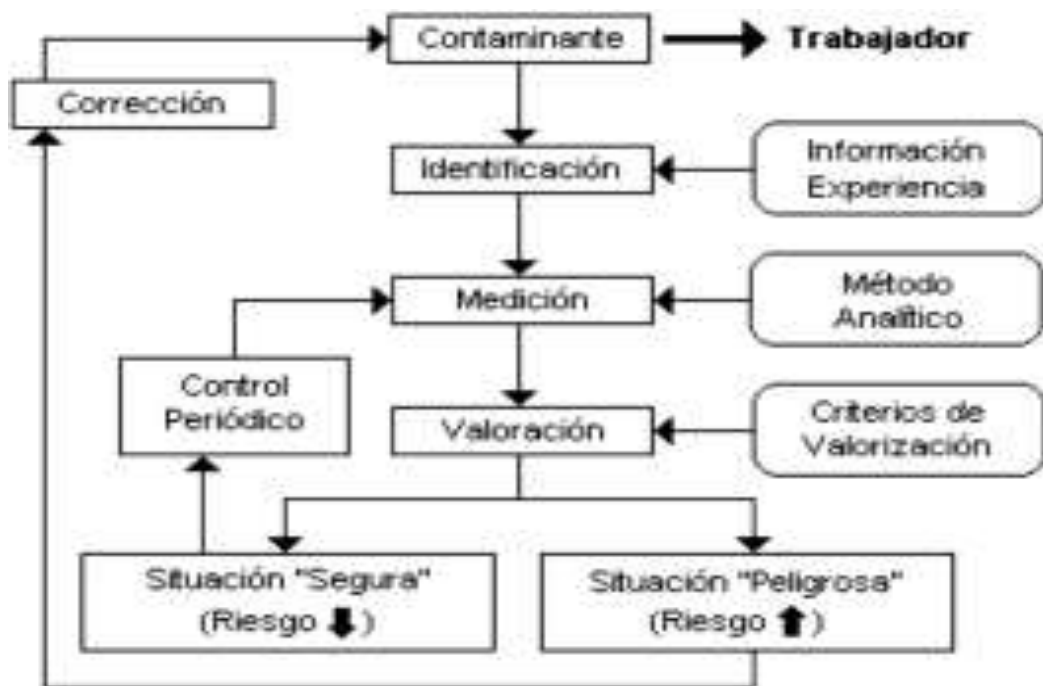 Contaminante
Trabajador
Corrección
Identificación
Información
Experiencia
Medición
Método
Analítico
Control
Periódico
Valoración
Criterios de
Valorización
Situación "Segura"
(Riesgo ⬇)
Situación "Peligrosa"
(Riesgo ⬆)